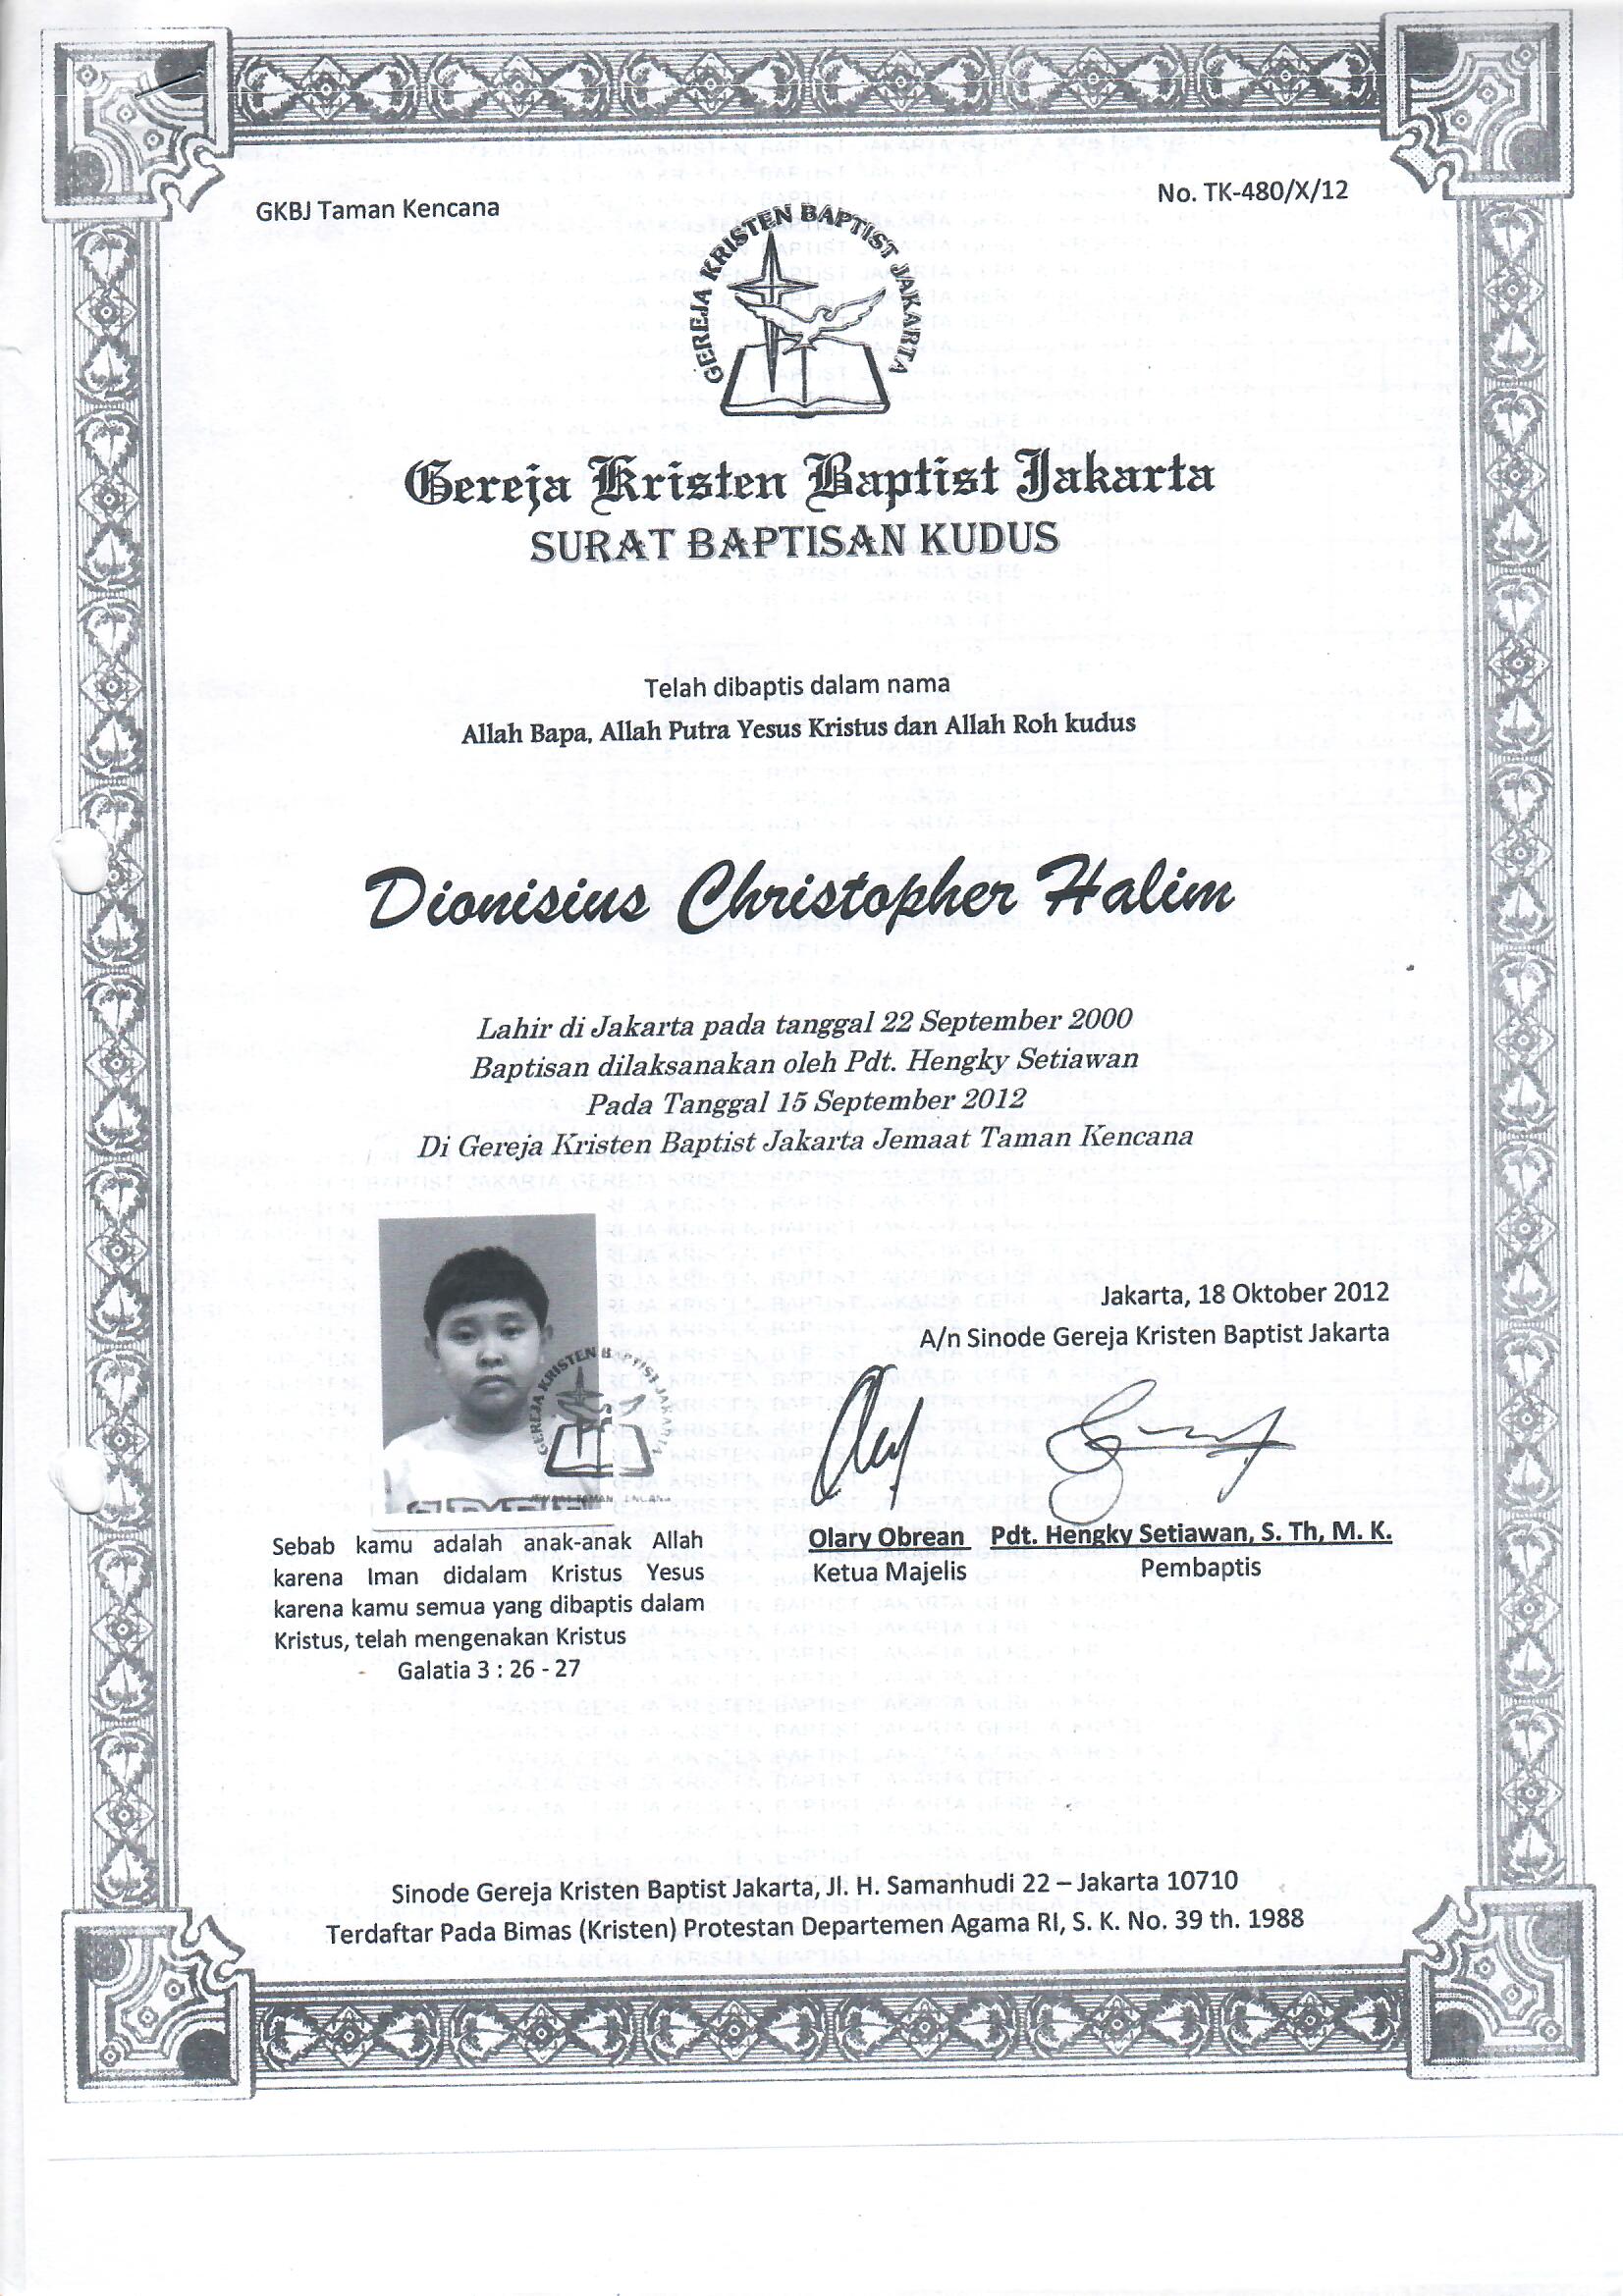 GKBJ Taman Kencana
No. TK-480/X/12
GEREJA KRISTEN BAPTIST JAKARTA
Gereja Kristen Baptist Jakarta
SURAT BAPTISAN KUDUS
Telah dibaptis dalam nama
Allah Bapa, Allah Putra Yesus Kristus dan Allah Roh kudus
Dionisius Christopher Halim
Lahir di Jakarta pada tanggal 22 September 2000
Baptisan dilaksanakan oleh Pdt. Hengky Setiawan
Pada Tanggal 15 September 2012
Di Gereja Kristen Baptist Jakarta Jemaat Taman Kencana
Jakarta, 18 Oktober 2012
A/n Sinode Gereja Kristen Baptist Jakarta
GEREJA KRISTEN BAPTIST JAKARTA
Olary Obrean Pdt. Hengky Setiawan, S. Th, M. K.
Ketua Majelis Pembaptis
Sebab kamu adalah anak-anak Allah
karena Iman didalam Kristus Yesus
karena kamu semua yang dibaptis dalam
Kristus, telah mengenakan Kristus
- Galatia 3 : 26 - 27
Sinode Gereja Kristen Baptist Jakarta, Jl. H. Samanhudi 22 – Jakarta 10710
Terdaftar Pada Bimas (Kristen) Protestan Departemen Agama RI, S. K. No. 39 th. 1988